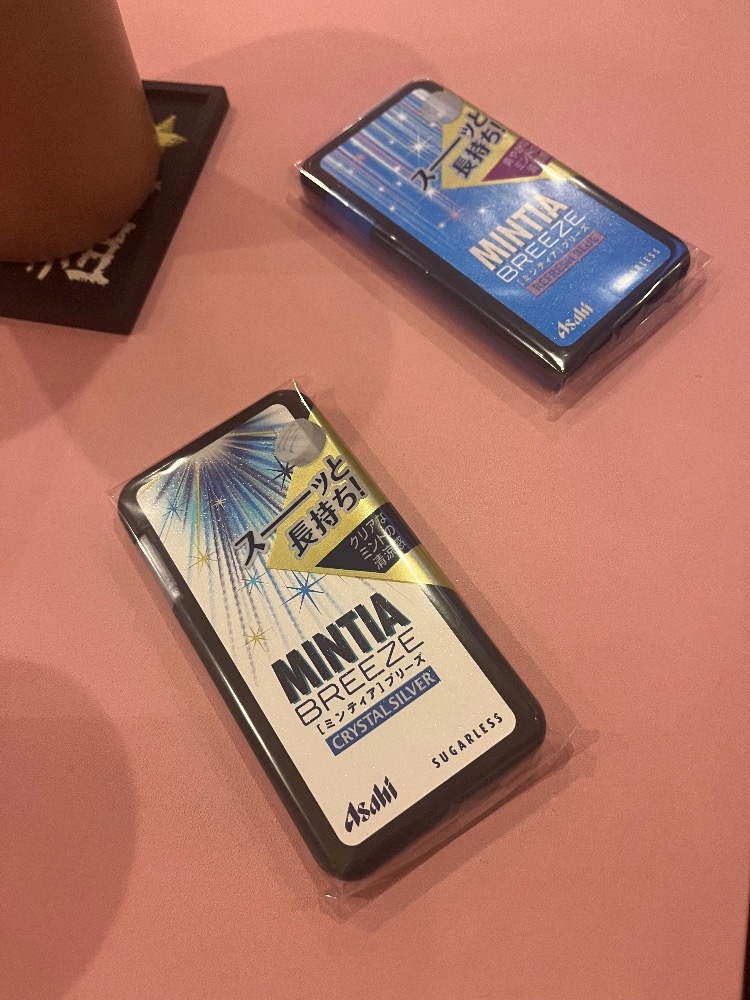 スーッと
長持ち!
MINTIA
BREEZE
[ミンティア]ブリーズ
REFRESH BLUE
SUGARLESS
Asahi
スーッと
長持ち!
クリアな
ミントの
清涼感
MINTIA
BREEZE
[ミンティア]ブリーズ
CRYSTAL SILVER
SUGARLESS
Asahi